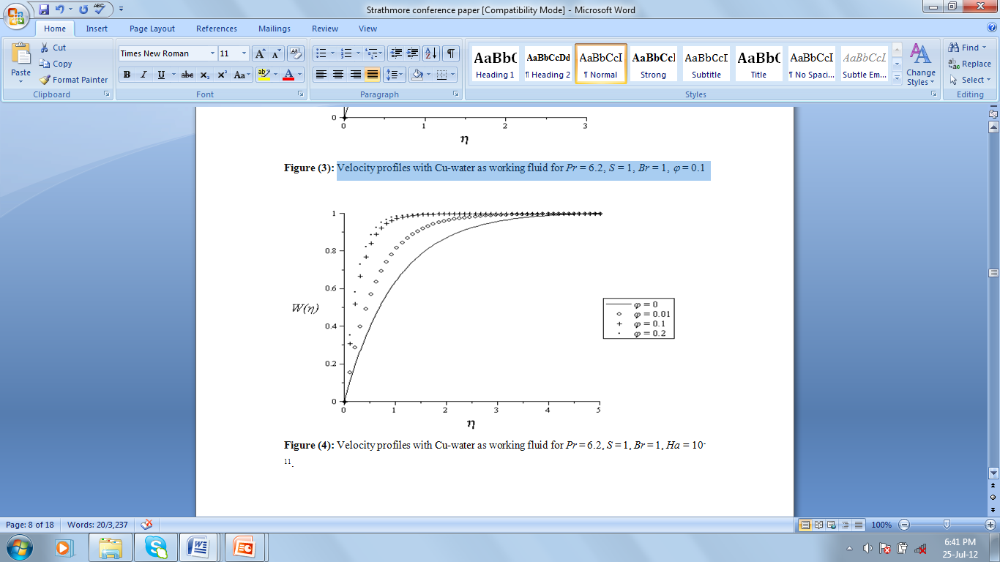 Strathmore conference paper [Compatibility Mode] - Microsoft Word
Home Insert Page Layout References Mailings Review View
Paste
Cut
Copy
Format Painter
Clipboard
Times New Roman 11
B I U abc x₂ x² Aa
Font
Paragraph
AaBbC AaBbCcDd AaBbCcI AaBbCcI AaBbCcI AaBbC AaBbCcI AaBbCcI
Heading 1 ¶ Heading 2 ¶ Normal Strong Subtitle Title ¶ No Spaci... Subtle Em...
Styles
Change Styles
Find
Replace
Select
Editing
0
0 1 2 3
η
Figure (3): Velocity profiles with Cu-water as working fluid for Pr = 6.2, S = 1, Br = 1, φ = 0.1
1
0.8
0.6
W(η)
0.4
0.2
0
0 1 2 3 4 5
η
φ = 0
φ = 0.01
φ = 0.1
φ = 0.2
Figure (4): Velocity profiles with Cu-water as working fluid for Pr = 6.2, S = 1, Br = 1, Ha = 10-
11.
Page: 8 of 18 Words: 20/3,237 100%
6:41 PM
25-Jul-12